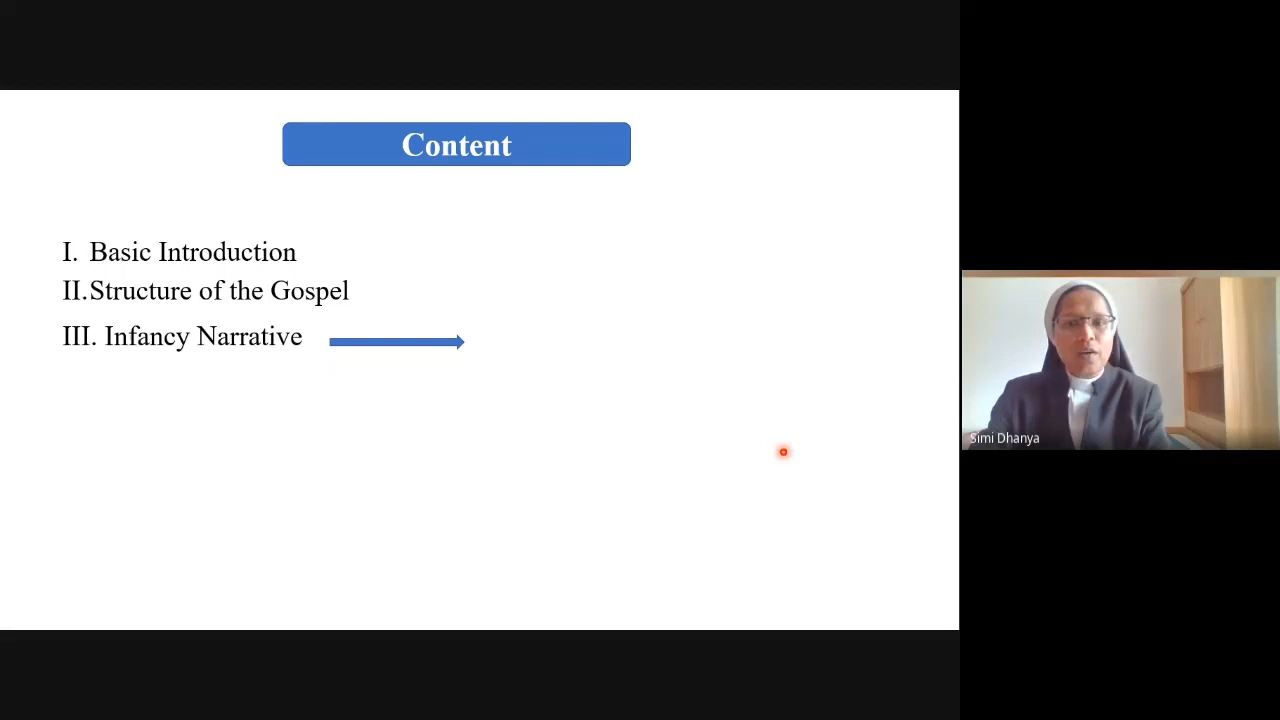 Content
I. Basic Introduction
II.Structure of the Gospel
III. Infancy Narrative
Simi Dhanya